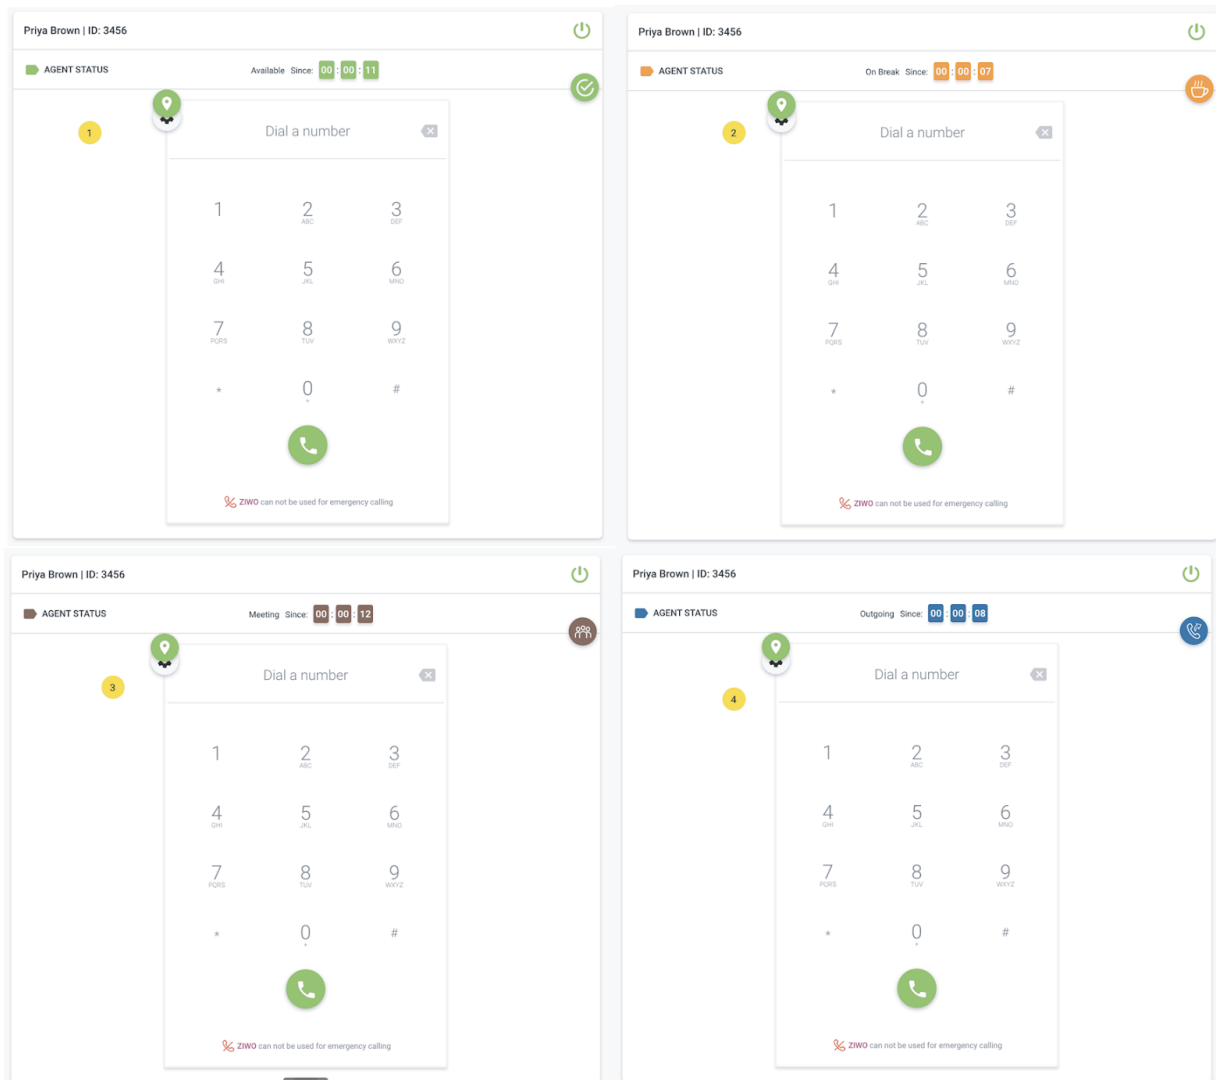 Priya Brown | ID: 3456
AGENT STATUS Available Since: 00 : 00 : 11
1
Dial a number
1 2 3
ABC DEF
4 5 6
GHI JKL MNO
7 8 9
PQRS TUV WXYZ
* 0 #
+
ZIWO can not be used for emergency calling
Priya Brown | ID: 3456
AGENT STATUS On Break Since: 00 : 00 : 07
2
Dial a number
1 2 3
ABC DEF
4 5 6
GHI JKL MNO
7 8 9
PQRS TUV WXYZ
* 0 #
+
ZIWO can not be used for emergency calling
Priya Brown | ID: 3456
AGENT STATUS Meeting Since: 00 : 00 : 12
3
Dial a number
1 2 3
ABC DEF
4 5 6
GHI JKL MNO
7 8 9
PQRS TUV WXYZ
* 0 #
+
ZIWO can not be used for emergency calling
Priya Brown | ID: 3456
AGENT STATUS Outgoing Since: 00 : 00 : 08
4
Dial a number
1 2 3
ABC DEF
4 5 6
GHI JKL MNO
7 8 9
PQRS TUV WXYZ
* 0 #
+
ZIWO can not be used for emergency calling